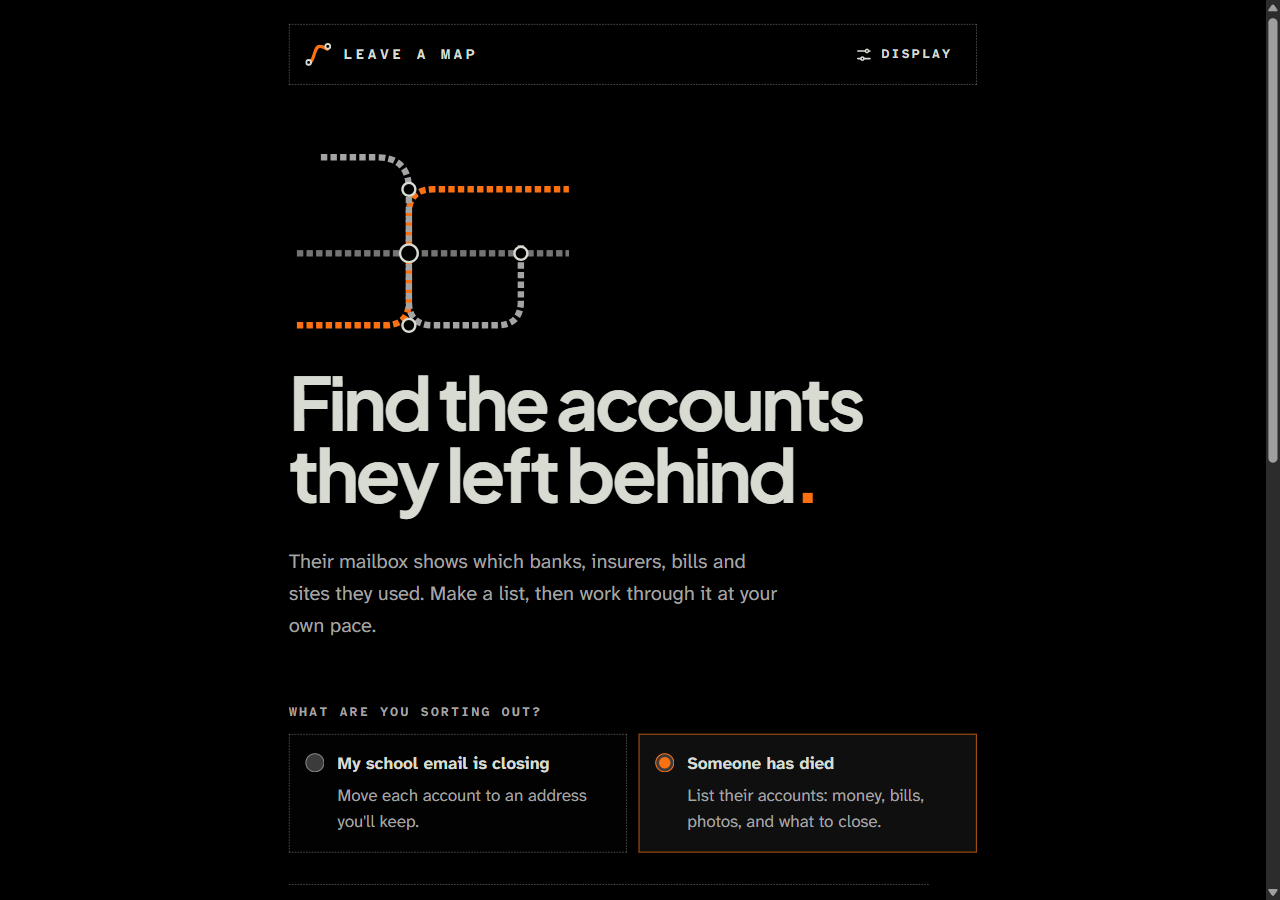 LEAVE A MAP
DISPLAY
Find the accounts
they left behind.
Their mailbox shows which banks, insurers, bills and
sites they used. Make a list, then work through it at your
own pace.
WHAT ARE YOU SORTING OUT?
My school email is closing
Move each account to an address
you'll keep.
Someone has died
List their accounts: money, bills,
photos, and what to close.